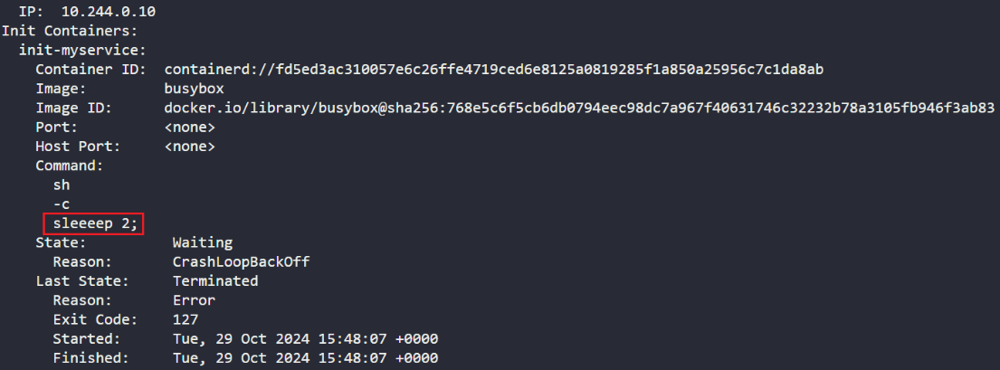 IP:  10.244.0.10
Init Containers:
init-myservice:
Container ID:  containerd://fd5ed3ac310057e6c26ffe4719ced6e8125a0819285f1a850a25956c7c1da8ab
Image:         busybox
Image ID:      docker.io/library/busybox@sha256:768e5c6f5cb6db0794eec98dc7a967f40631746c32232b78a3105fb946f3ab83
Port:          <none>
Host Port:     <none>
Command:
sh
-c
sleeeep 2;
State:          Waiting
Reason:       CrashLoopBackOff
Last State:     Terminated
Reason:       Error
Exit Code:    127
Started:      Tue, 29 Oct 2024 15:48:07 +0000
Finished:     Tue, 29 Oct 2024 15:48:07 +0000